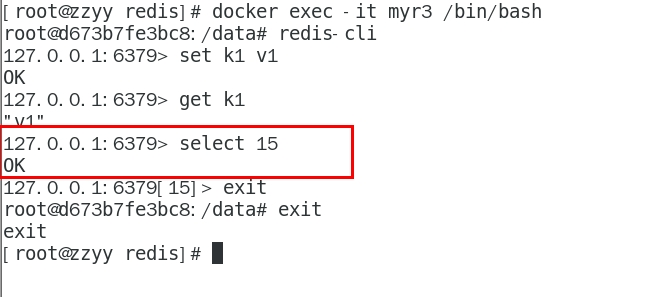 [root@zzyy redis]# docker exec -it myr3 /bin/bash
root@d673b7fe3bc8:/data# redis-cli
127.0.0.1:6379> set k1 v1
OK
127.0.0.1:6379> get k1
"v1"
127.0.0.1:6379> select 15
OK
127.0.0.1:6379[15]> exit
root@d673b7fe3bc8:/data# exit
exit
[root@zzyy redis]#